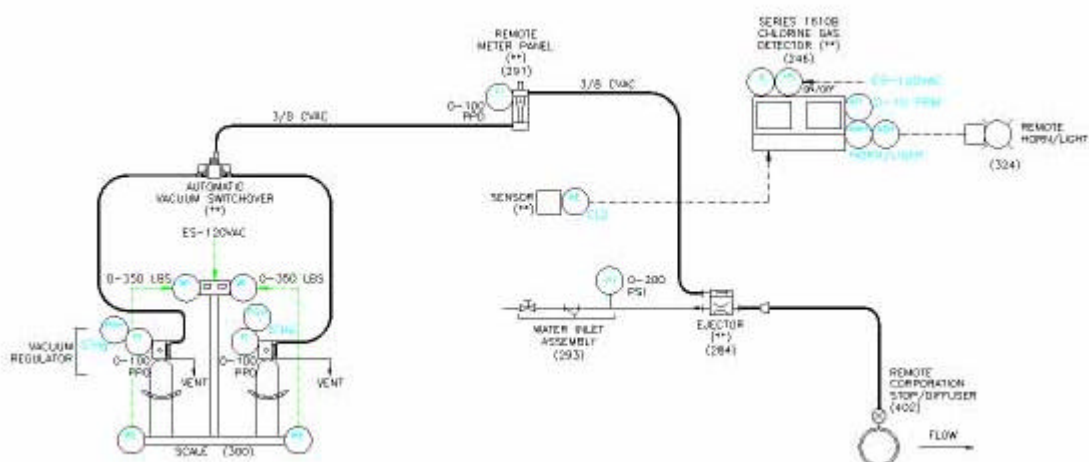 REMOTE
METER PANEL
(**)
(291)
0-100
PPD
3/8 CVAC
3/8 CVAC
SERIES 1610B
CHLORINE GAS
DETECTOR (**)
(246)
ON/OFF
ES-120VAC
0-10 PPM
HORN/LIGHT
REMOTE
HORN/LIGHT
(324)
SENSOR
(**)
CL2
AUTOMATIC
VACUUM SWITCHOVER
(**)
ES-120VAC
0-350 LBS
0-350 LBS
VACUUM
REGULATOR
0-100
PPD
VENT
0-100
PPD
VENT
SCALE (380)
0-200
PSI
WATER INLET
ASSEMBLY
(293)
EJECTOR
(**)
(284)
REMOTE
CORPORATION
STOP/DIFFUSER
(402)
FLOW